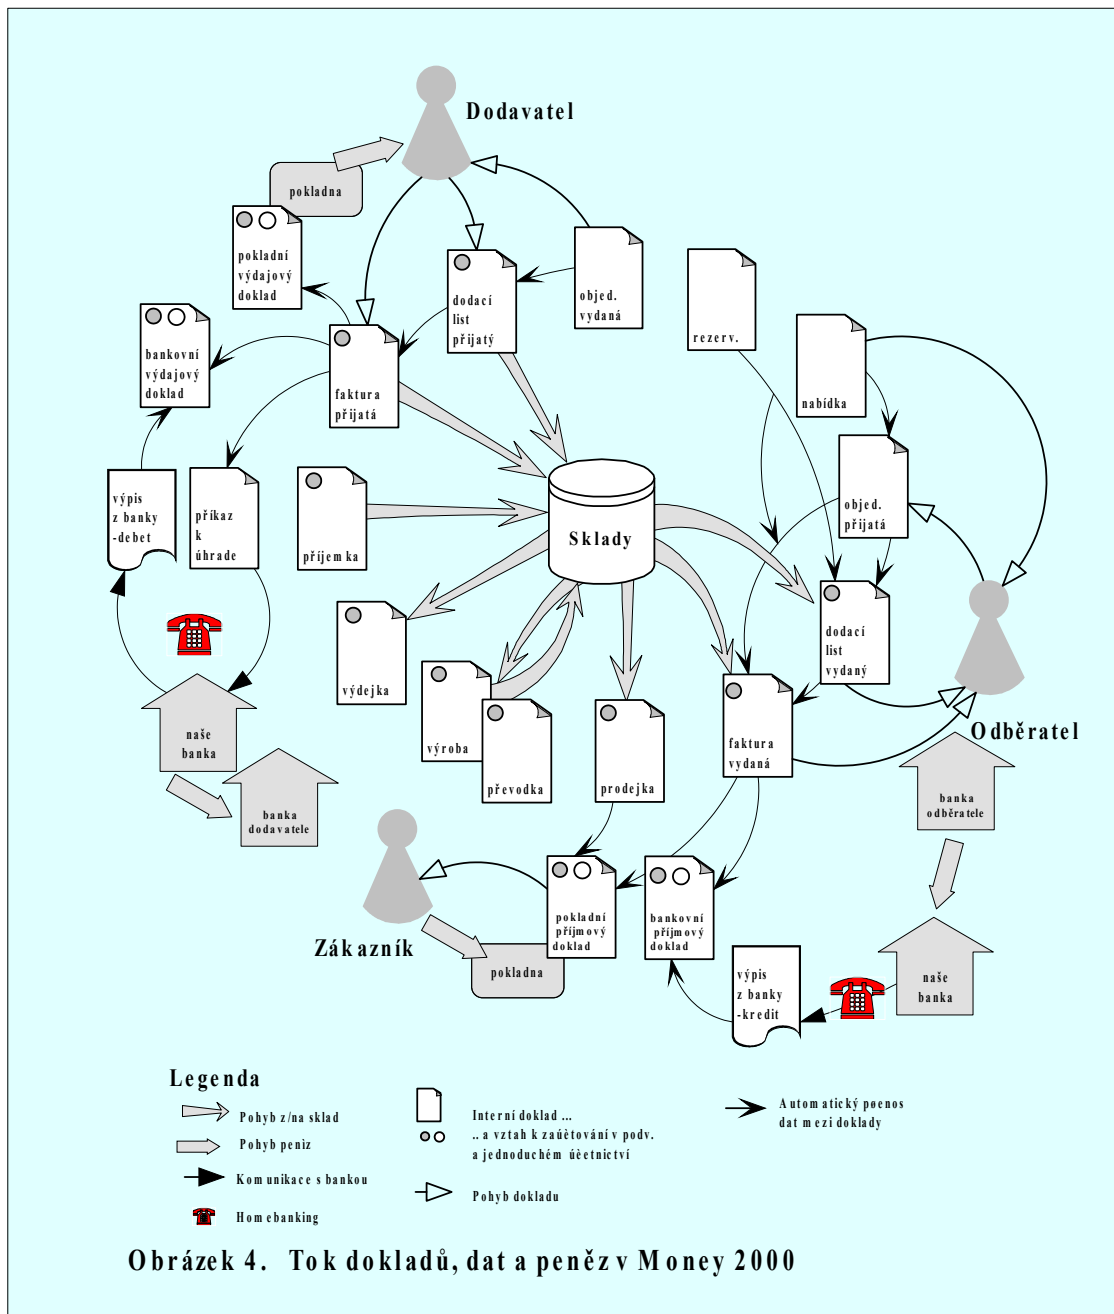 Dodavatel
pokladna
pokladní
výdajový
doklad
dodací
list
přijatý
objed.
vydaná
rezerv.
nabídka
bankovní
výdajový
doklad
faktura
přijatá
objed.
přijatá
výpis
z banky
-debet
příkaz
k
úhrade
příjemka
Sklady
dodací
list
vydaný
výdejka
výroba
převodka
prodejka
faktura
vydaná
Odběratel
naše
banka
banka
dodavatele
banka
odběratele
Zákazník
pokladní
příjmový
doklad
bankovní
příjmový
doklad
pokladna
výpis
z banky
-kredit
naše
banka
Legenda
Pohyb z/na sklad
Pohyb penìz
Komunikace s bankou
Homebanking
Interní doklad ...
.. a vztah k zaúètování v podv.
a jednoduchém úèetnictví
Pohyb dokladu
Automatický pøenos
dat mezi doklady
Obrázek 4. Tok dokladů, dat a peněz v Money 2000